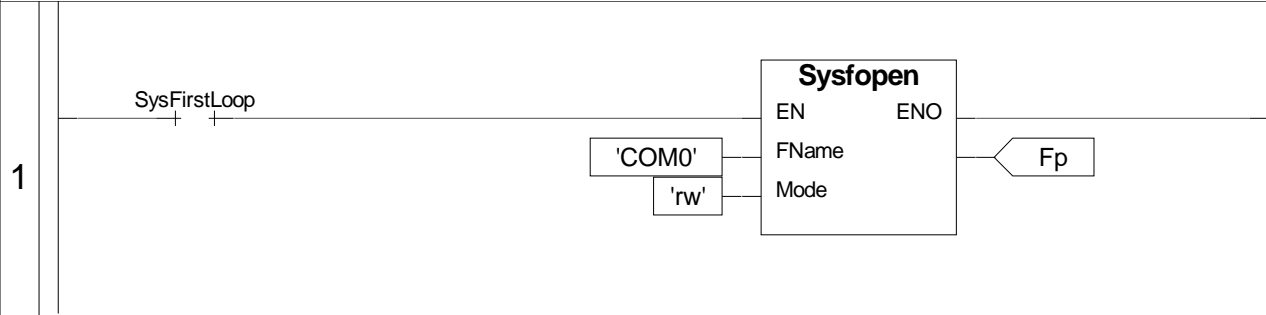 Sysfopen
SysFirstLoop
EN ENO
'COM0' FName Fp
1
'rw' Mode